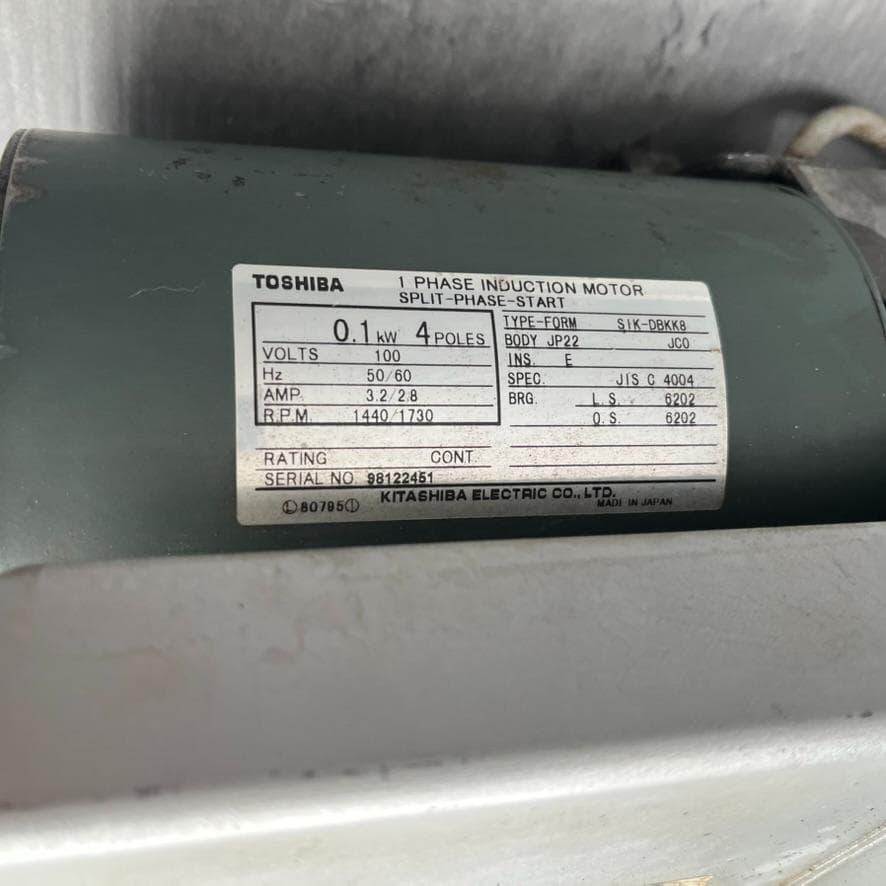 TOSHIBA 1 PHASE INDUCTION MOTOR
SPLIT-PHASE-START
0.1 kW 4 POLES
VOLTS 100
Hz 50/60
AMP. 3.2/2.8
R.P.M. 1440/1730
RATING CONT.
SERIAL NO. 98122451
TYPE-FORM SIK-DBKK8
BODY JP22 JC0
INS. E
SPEC. JIS C 4004
BRG. L.S. 6202
O.S. 6202
KITASHIBA ELECTRIC CO., LTD.
Ⓛ80795Ⓛ MADE IN JAPAN